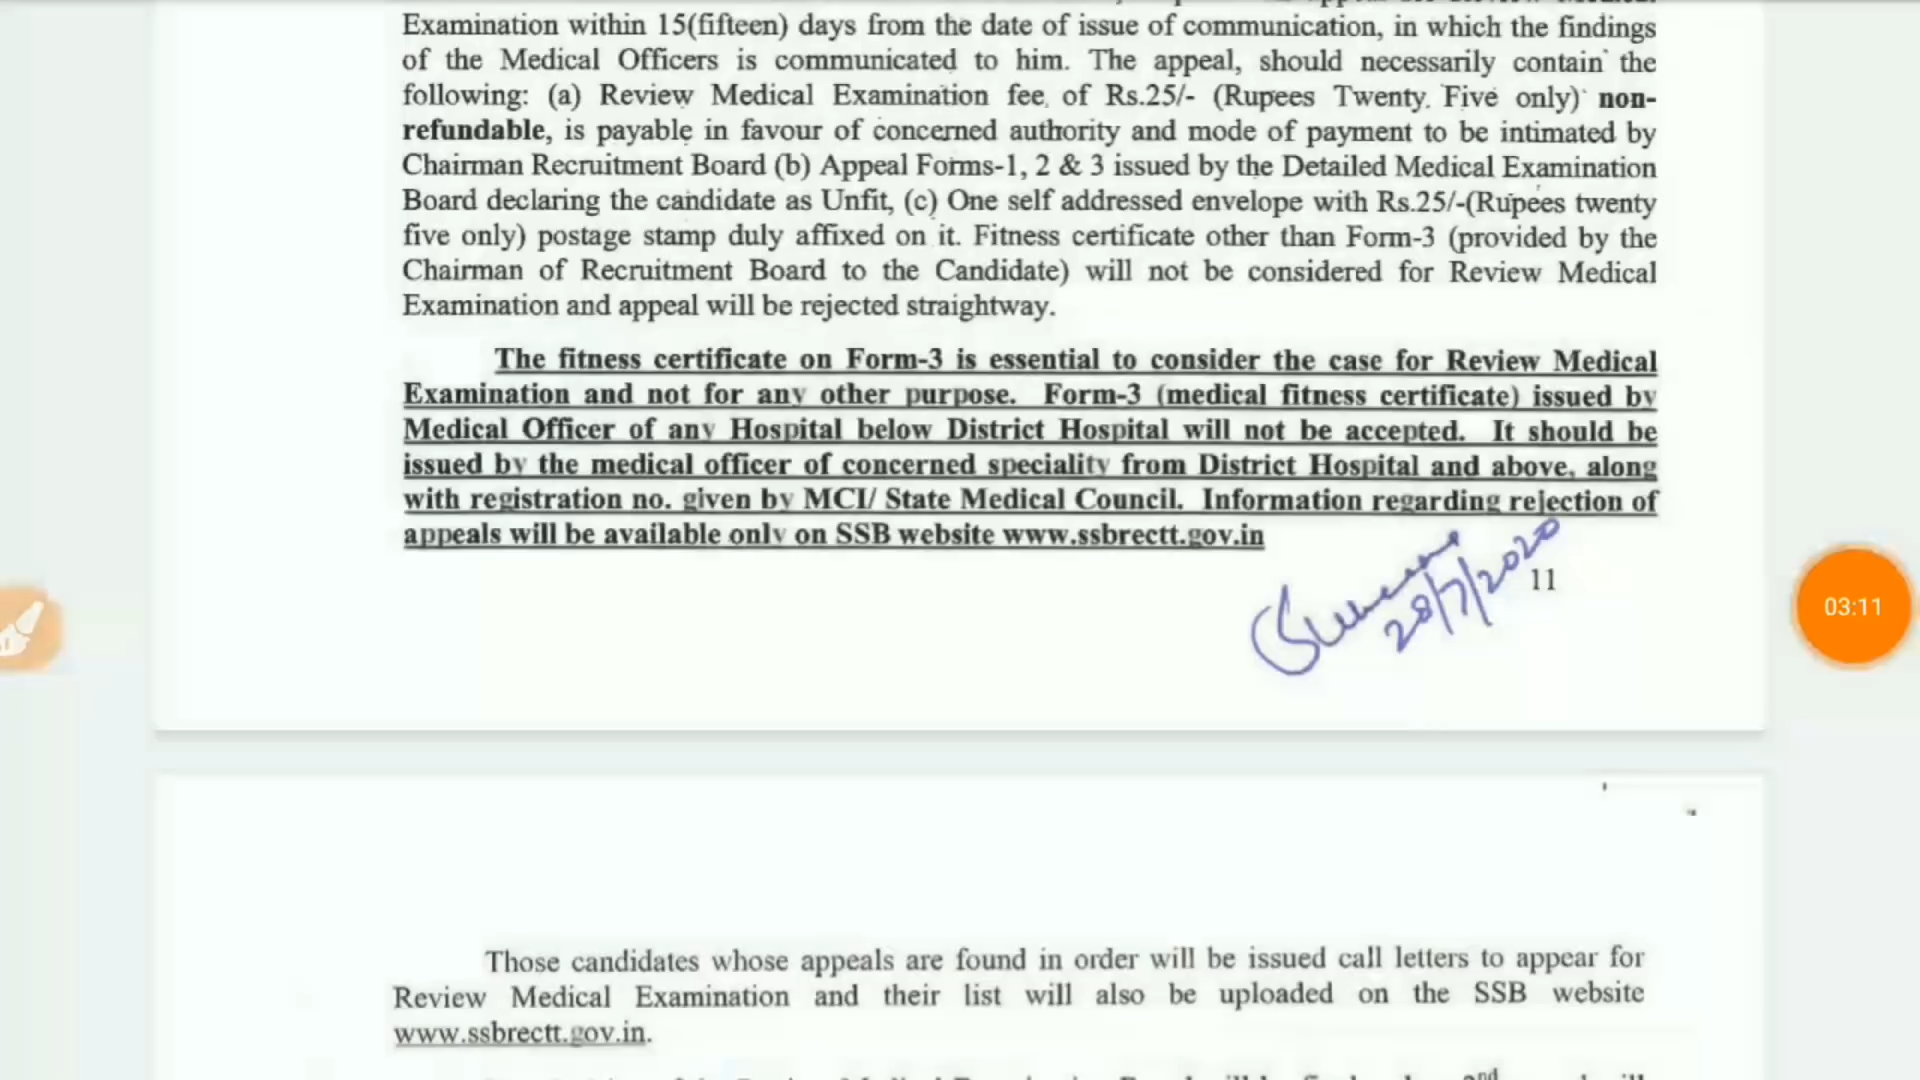 Examination within 15(fifteen) days from the date of issue of communication, in which the findings
of the Medical Officers is communicated to him. The appeal, should necessarily contain the
following: (a) Review Medical Examination fee of Rs.25/- (Rupees Twenty Five only) non-
refundable, is payable in favour of concerned authority and mode of payment to be intimated by
Chairman Recruitment Board (b) Appeal Forms-1, 2 & 3 issued by the Detailed Medical Examination
Board declaring the candidate as Unfit, (c) One self addressed envelope with Rs.25/-(Rupees twenty
five only) postage stamp duly affixed on it. Fitness certificate other than Form-3 (provided by the
Chairman of Recruitment Board to the Candidate) will not be considered for Review Medical
Examination and appeal will be rejected straightway.
The fitness certificate on Form-3 is essential to consider the case for Review Medical
Examination and not for any other purpose. Form-3 (medical fitness certificate) issued by
Medical Officer of any Hospital below District Hospital will not be accepted. It should be
issued by the medical officer of concerned speciality from District Hospital and above, along
with registration no. given by MCI/ State Medical Council. Information regarding rejection of
appeals will be available only on SSB website www.ssbrectt.gov.in
28/7/2020
11
03:11
Those candidates whose appeals are found in order will be issued call letters to appear for
Review Medical Examination and their list will also be uploaded on the SSB website
www.ssbrectt.gov.in.